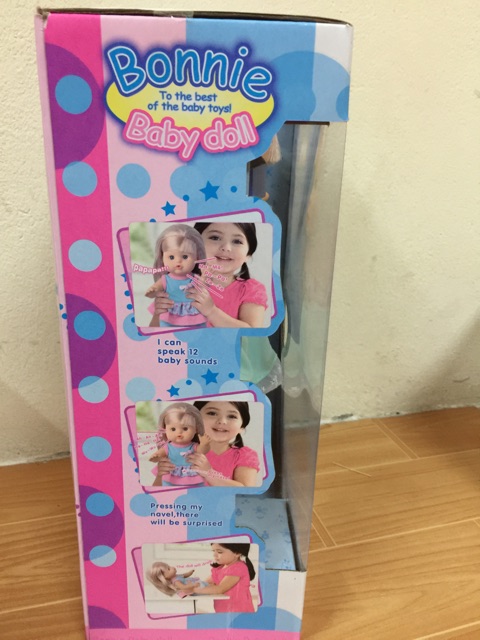 Bonnie
To the best
of the baby toys!
Baby doll
papapa!!
I can
speak 12
baby sounds
Pressing my
navel,there
will be surprised